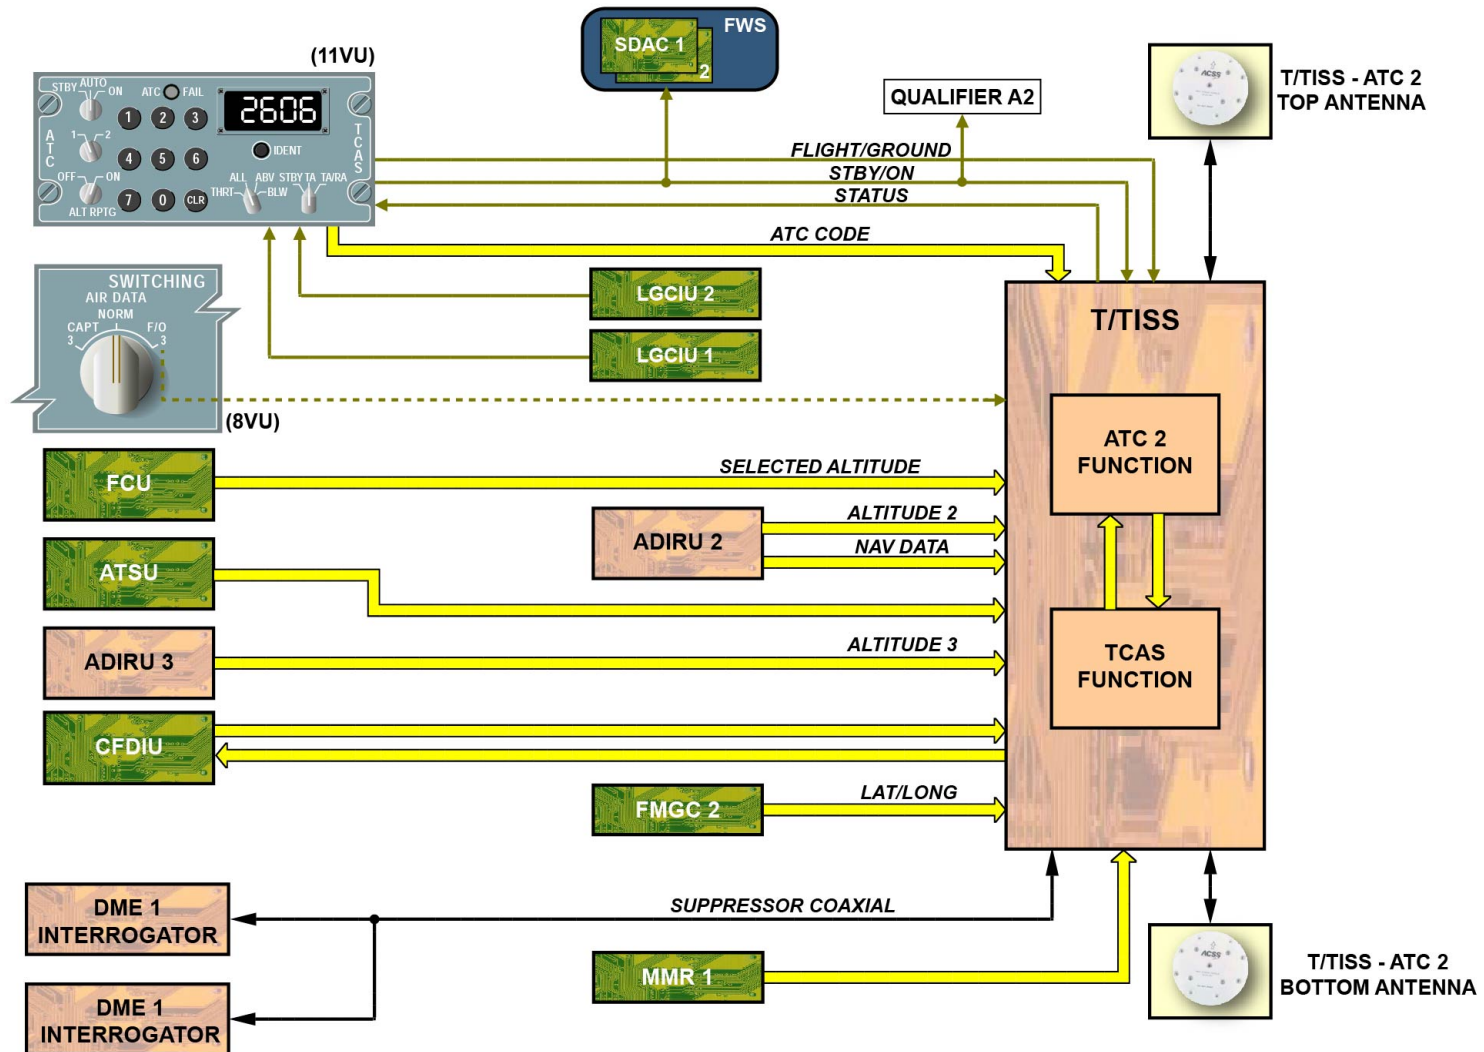 FWS
SDAC 1
2
(11VU)
AUTO
STBY
ON
ATC
FAIL
2606
1
2
3
ATC
1
2
4
5
6
IDENT
TCAS
OFF
ON
ALT RPTG
7
0
CLR
ALL
ABV
THRT
BLW
STBY
TA
TA/RA
QUALIFIER A2
ACSS
T/TISS - ATC 2
TOP ANTENNA
FLIGHT/GROUND
STBY/ON
STATUS
ATC CODE
SWITCHING
AIR DATA
NORM
CAPT
F/O
3
3
(8VU)
LGCIU 2
LGCIU 1
T/TISS
ATC 2
FUNCTION
TCAS
FUNCTION
FCU
SELECTED ALTITUDE
ADIRU 2
ALTITUDE 2
NAV DATA
ATSU
ADIRU 3
ALTITUDE 3
CFDIU
FMGC 2
LAT/LONG
DME 1
INTERROGATOR
SUPPRESSOR COAXIAL
MMR 1
DME 1
INTERROGATOR
ACSS
T/TISS - ATC 2
BOTTOM ANTENNA